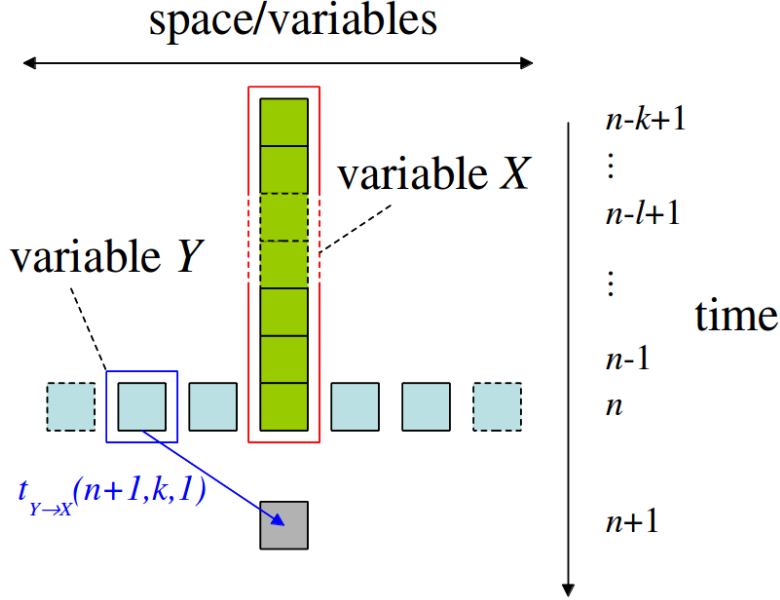 space/variables
n-k+1
⋮
variable X
n-l+1
variable Y
⋮
time
n-1
n
t_{Y→X}(n+1,k,1)
n+1